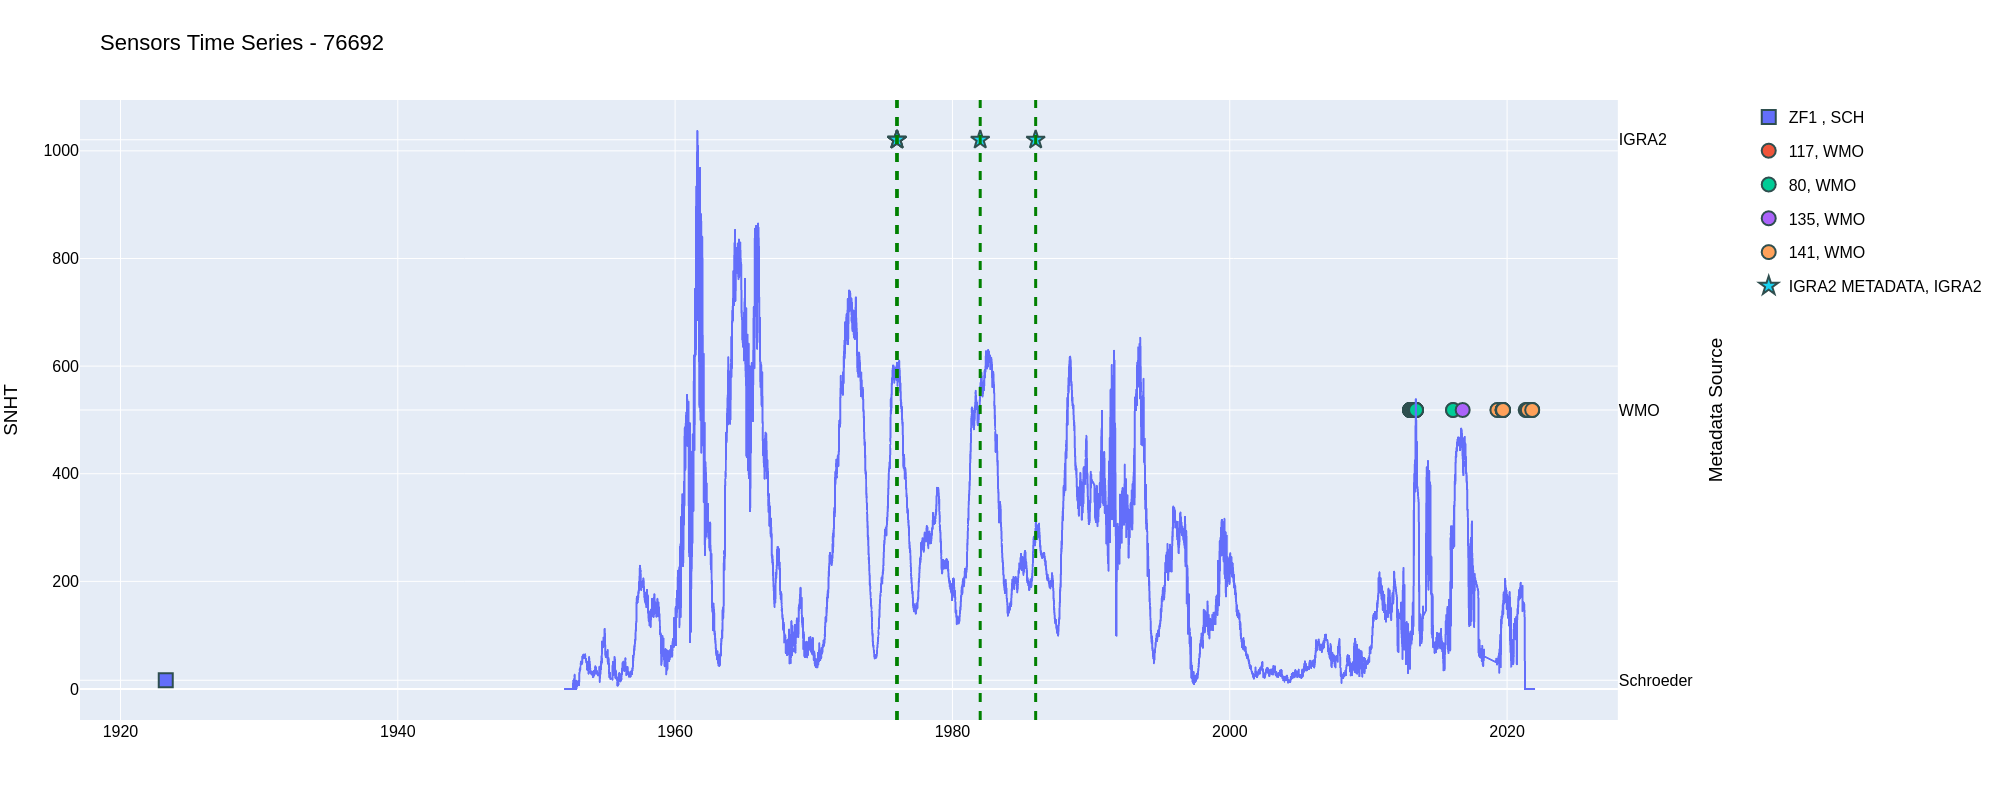 Sensors Time Series - 76692
SNHT
1000
800
600
400
200
0
1920
1940
1960
1980
2000
2020
IGRA2
WMO
Schroeder
Metadata Source
ZF1 , SCH
117, WMO
80, WMO
135, WMO
141, WMO
IGRA2 METADATA, IGRA2